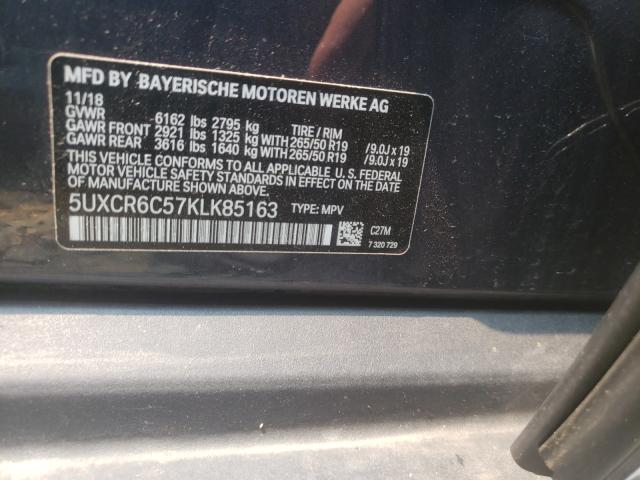 MFD BY BAYERISCHE MOTOREN WERKE AG
11/18
GVWR 6162 lbs 2795 kg TIRE / RIM
GAWR FRONT 2921 lbs 1325 kg WITH 265/50 R19 /9.0J x 19
GAWR REAR 3616 lbs 1640 kg WITH 265/50 R19 /9.0J x 19
THIS VEHICLE CONFORMS TO ALL APPLICABLE U.S. FEDERAL
MOTOR VEHICLE SAFETY STANDARDS IN EFFECT ON THE DATE OF
MANUFACTURE SHOWN ABOVE.
5UXCR6C57KLK85163 TYPE: MPV
C27M
7 320 729